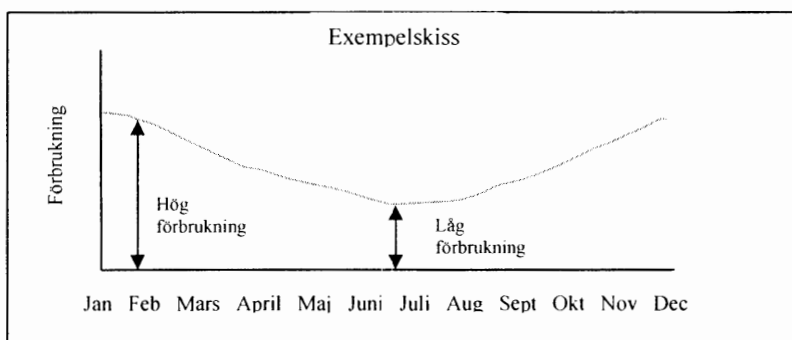 Exempelskiss
Förbrukning
Hög
förbrukning
Låg
förbrukning
Jan Feb Mars April Maj Juni Juli Aug Sept Okt Nov Dec